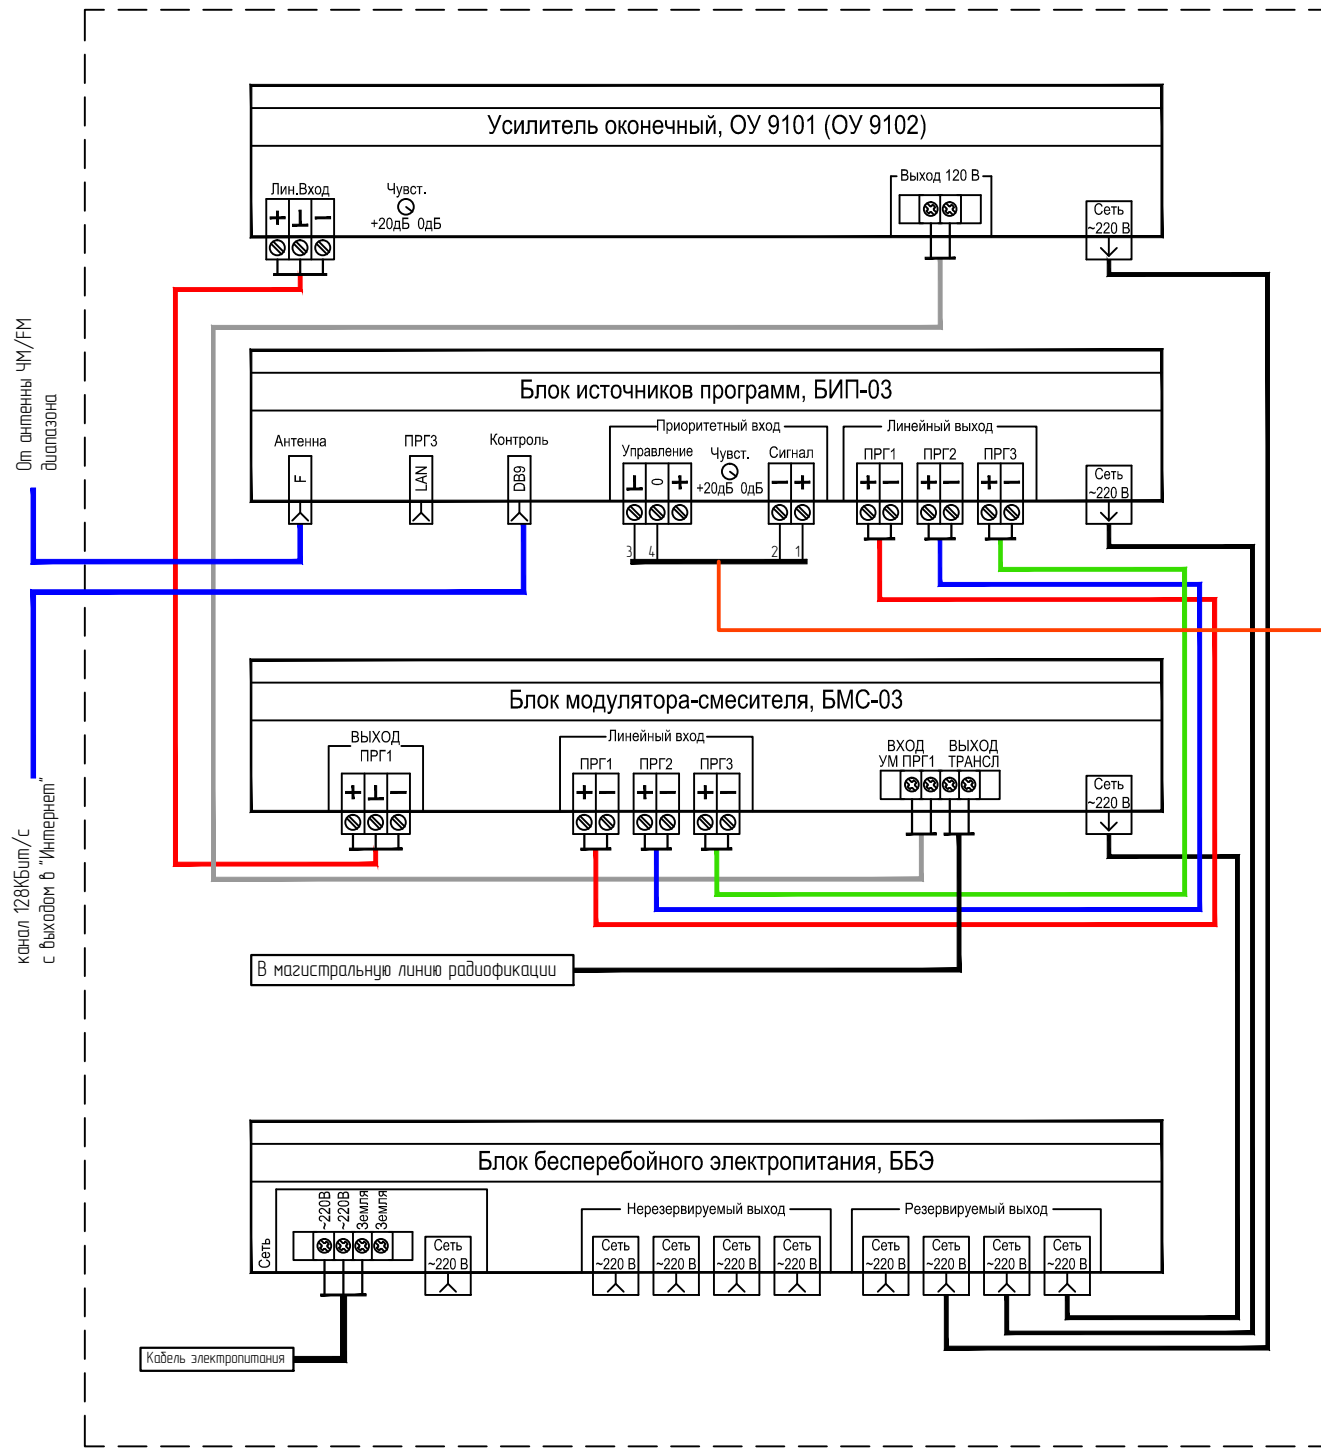 Усилитель оконечный, ОУ 9101 (ОУ 9102)
Лин.Вход
+ ⊥ −
Чувст.
+20дБ 0дБ
Выход 120 В
Сеть
~220 В
От антенны ЧМ/FM
диапазона
Блок источников программ, БИП-03
Антенна
F
ПРГ3
LAN
Контроль
DB9
Приоритетный вход
Управление
⊥ 0 +
Чувст.
+20дБ 0дБ
Сигнал
− +
3 4 2 1
Линейный выход
ПРГ1 ПРГ2 ПРГ3
+ − + − + −
Сеть
~220 В
канал 128КБит/с
с выходом в "Интернет"
Блок модулятора-смесителя, БМС-03
ВЫХОД
ПРГ1
+ ⊥ −
Линейный вход
ПРГ1 ПРГ2 ПРГ3
+ − + − + −
ВХОД
УМ ПРГ1
ВЫХОД
ТРАНСЛ
Сеть
~220 В
В магистральную линию радиофикации
Блок бесперебойного электропитания, ББЭ
Сеть
~220В
~220В
Земля
Земля
Сеть
~220 В
Нерезервируемый выход
Сеть Сеть Сеть Сеть
~220 В ~220 В ~220 В ~220 В
Резервируемый выход
Сеть Сеть Сеть Сеть
~220 В ~220 В ~220 В ~220 В
Кабель электропитания